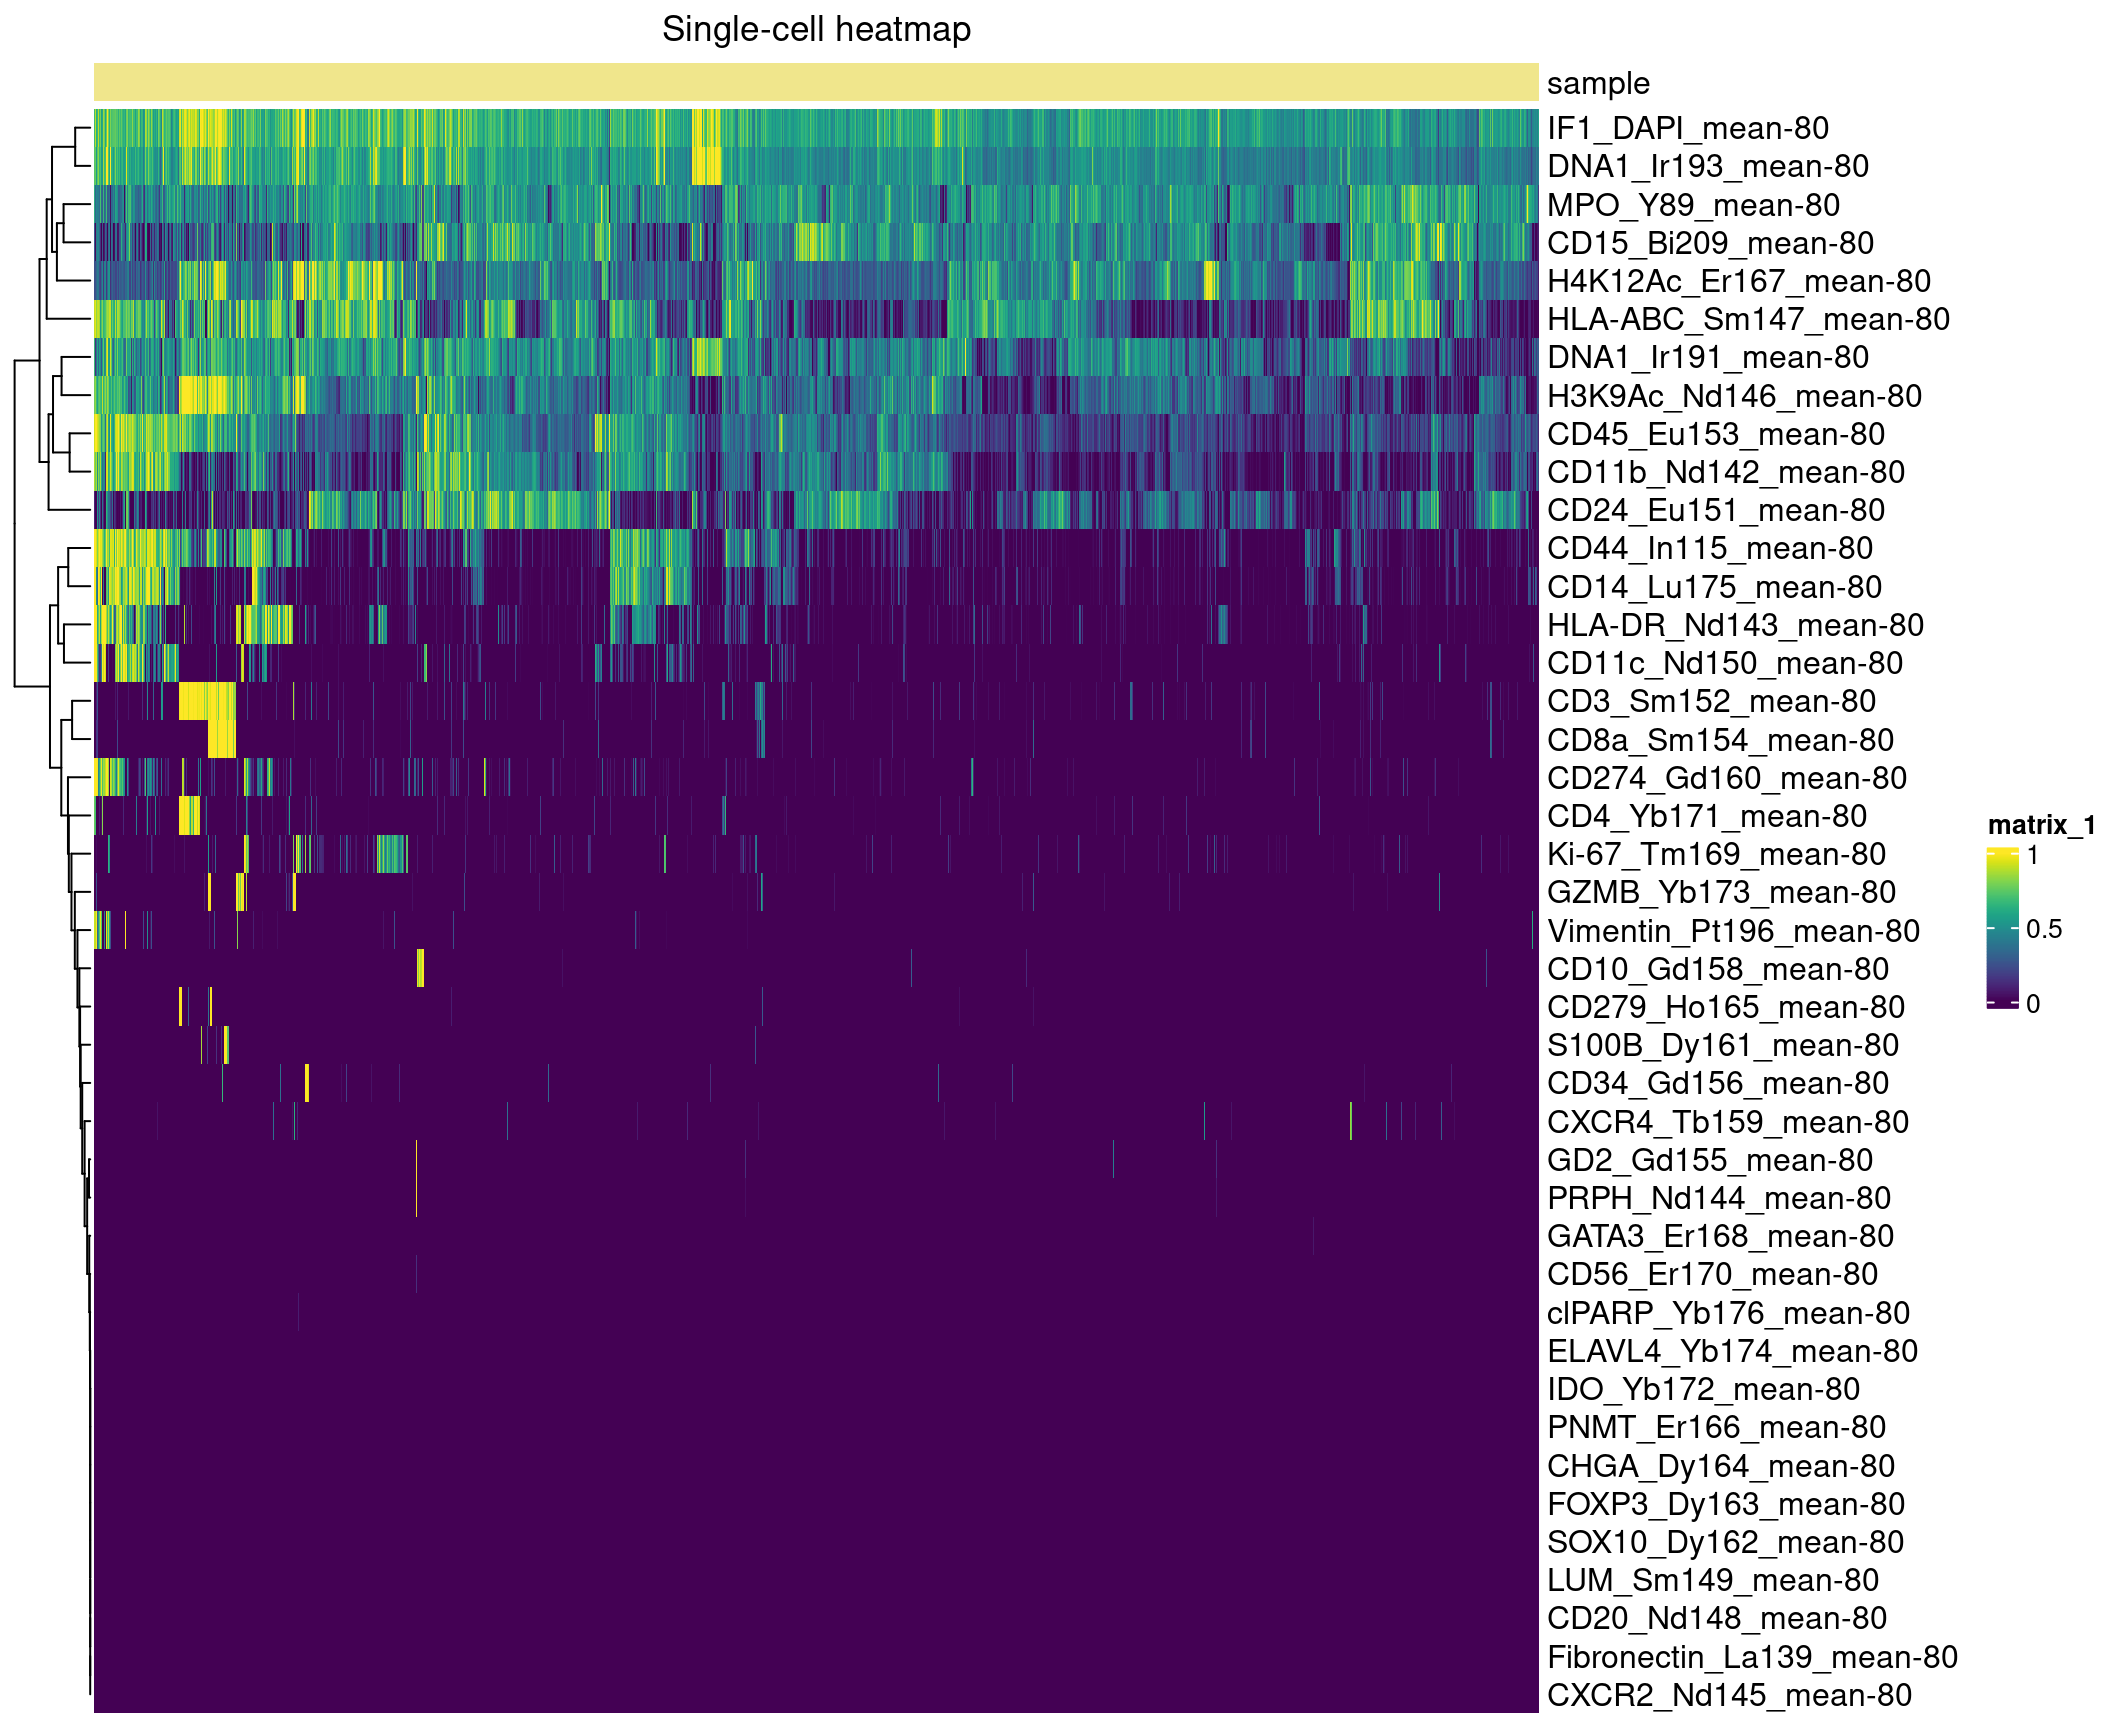 Single-cell heatmap
sample
IF1_DAPI_mean-80
DNA1_Ir193_mean-80
MPO_Y89_mean-80
CD15_Bi209_mean-80
H4K12Ac_Er167_mean-80
HLA-ABC_Sm147_mean-80
DNA1_Ir191_mean-80
H3K9Ac_Nd146_mean-80
CD45_Eu153_mean-80
CD11b_Nd142_mean-80
CD24_Eu151_mean-80
CD44_In115_mean-80
CD14_Lu175_mean-80
HLA-DR_Nd143_mean-80
CD11c_Nd150_mean-80
CD3_Sm152_mean-80
CD8a_Sm154_mean-80
CD274_Gd160_mean-80
CD4_Yb171_mean-80
Ki-67_Tm169_mean-80
GZMB_Yb173_mean-80
Vimentin_Pt196_mean-80
CD10_Gd158_mean-80
CD279_Ho165_mean-80
S100B_Dy161_mean-80
CD34_Gd156_mean-80
CXCR4_Tb159_mean-80
GD2_Gd155_mean-80
PRPH_Nd144_mean-80
GATA3_Er168_mean-80
CD56_Er170_mean-80
clPARP_Yb176_mean-80
ELAVL4_Yb174_mean-80
IDO_Yb172_mean-80
PNMT_Er166_mean-80
CHGA_Dy164_mean-80
FOXP3_Dy163_mean-80
SOX10_Dy162_mean-80
LUM_Sm149_mean-80
CD20_Nd148_mean-80
Fibronectin_La139_mean-80
CXCR2_Nd145_mean-80
matrix_1
1
0.5
0